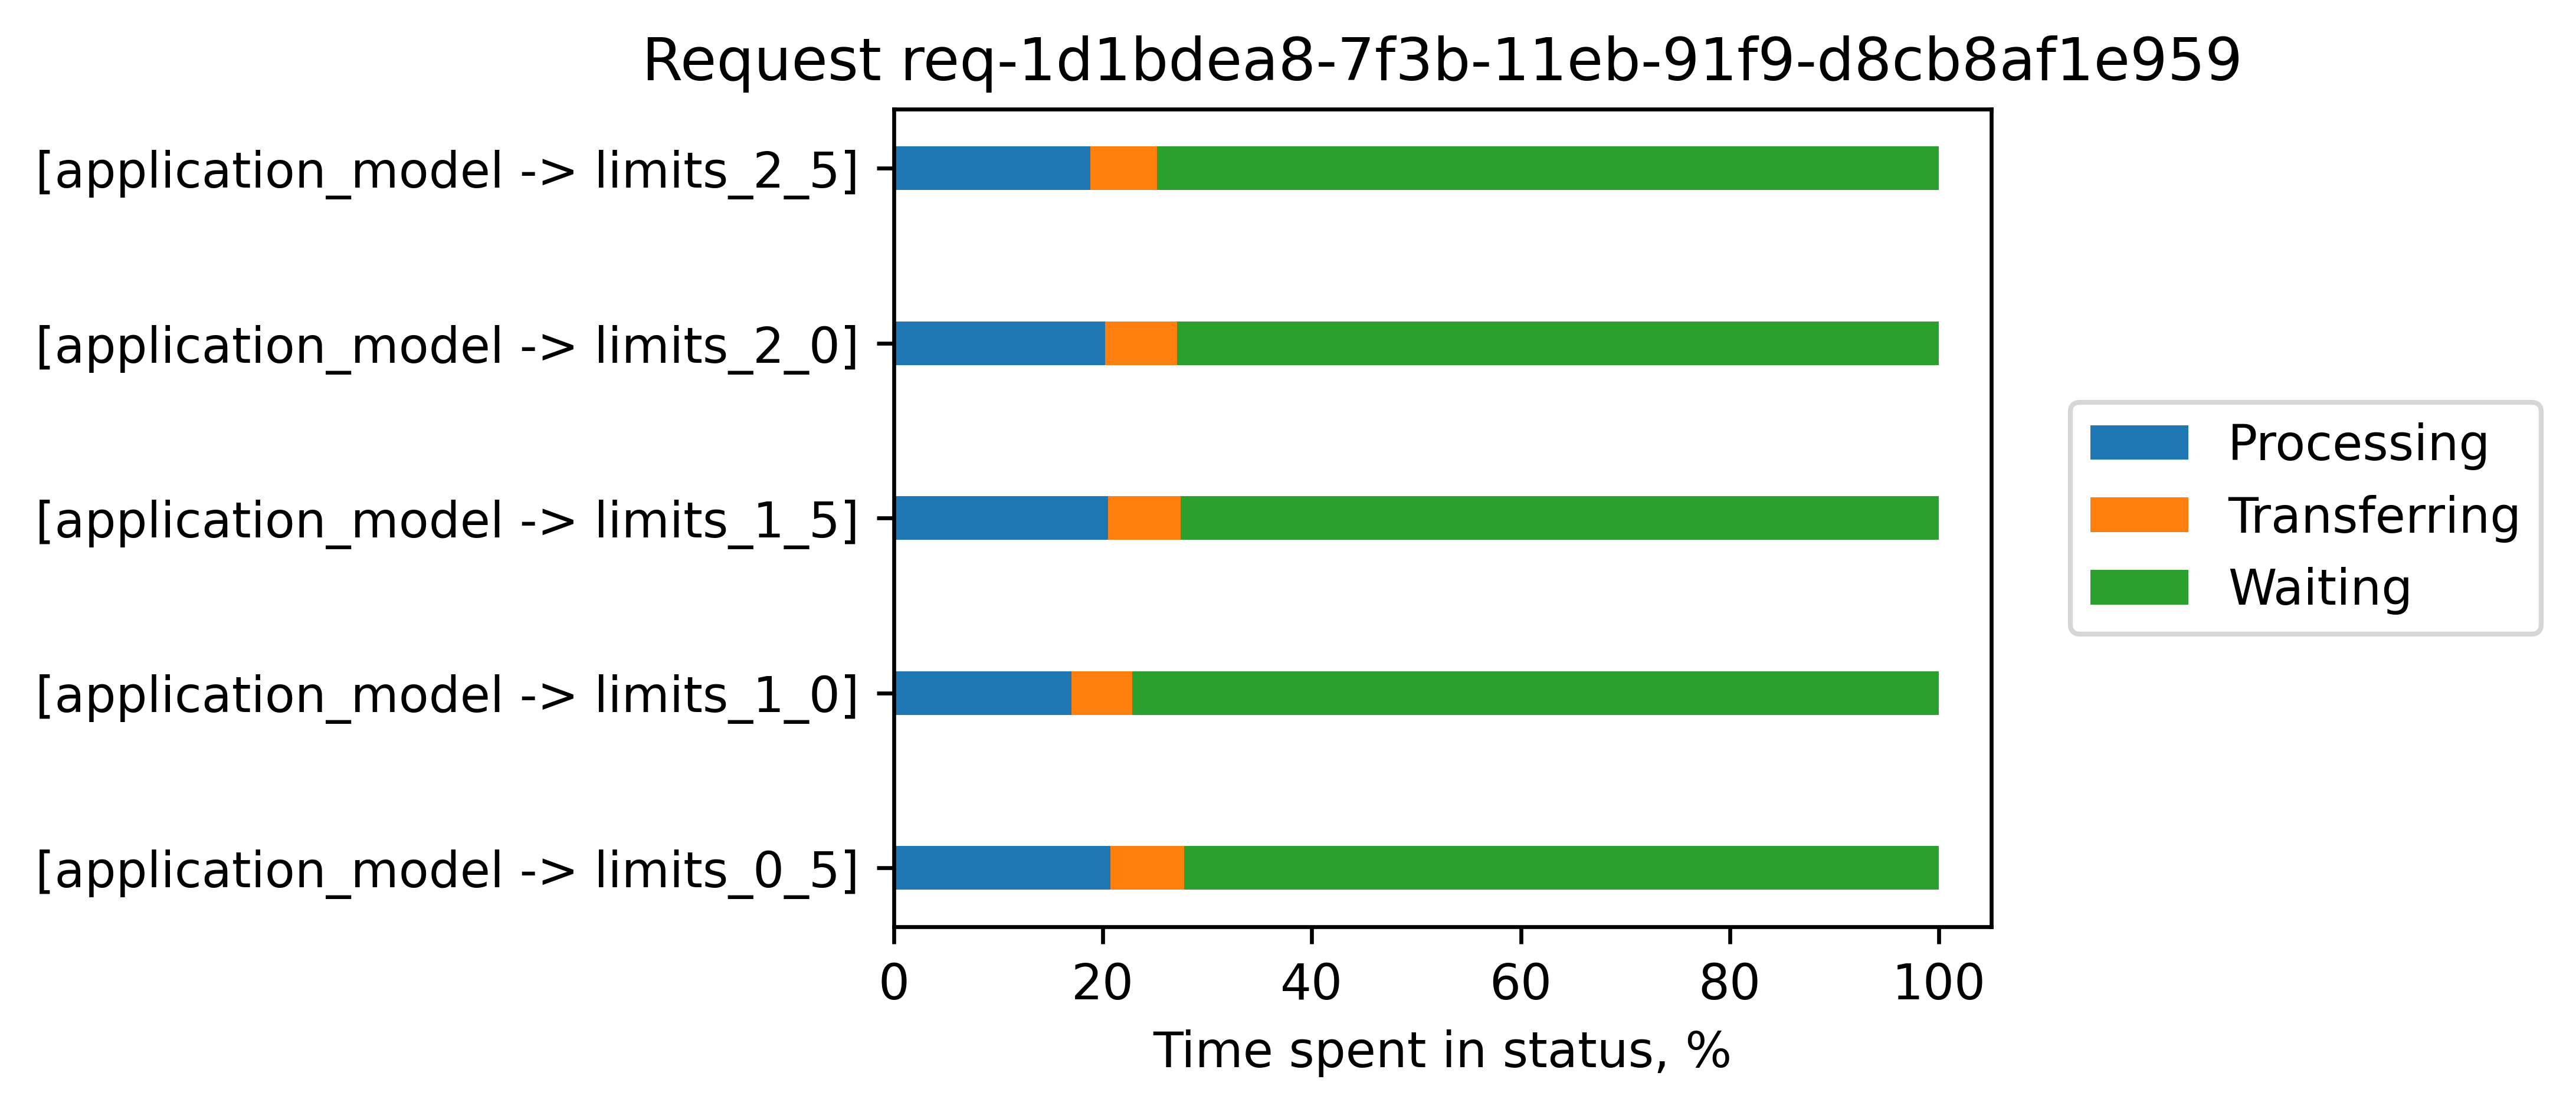 Request req-1d1bdea8-7f3b-11eb-91f9-d8cb8af1e959
[application_model -> limits_2_5]
[application_model -> limits_2_0]
[application_model -> limits_1_5]
[application_model -> limits_1_0]
[application_model -> limits_0_5]
0 20 40 60 80 100
Time spent in status, %
Processing
Transferring
Waiting